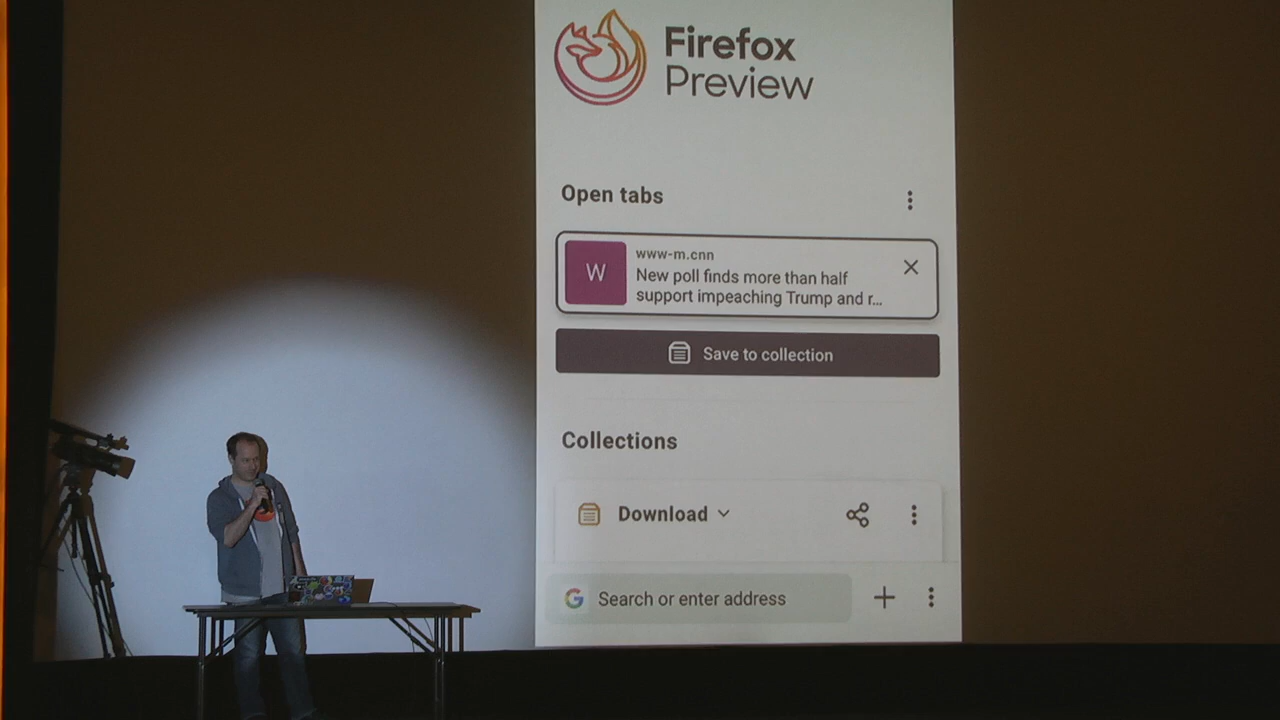 Firefox
Preview
Open tabs
W
www-m.cnn
New poll finds more than half
support impeaching Trump and r...
Save to collection
Collections
Download
Search or enter address